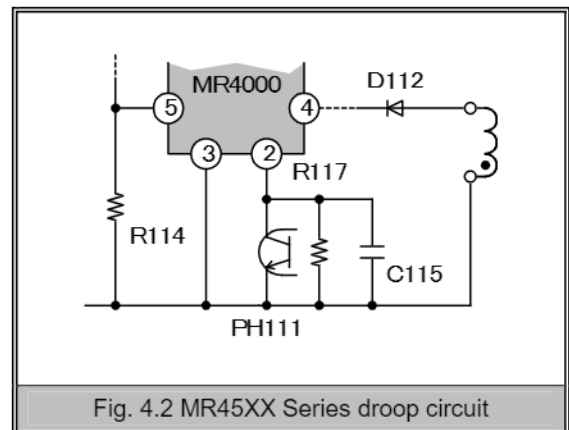 MR4000
D112
5
4
3
2
R117
R114
C115
PH111
Fig. 4.2 MR45XX Series droop circuit